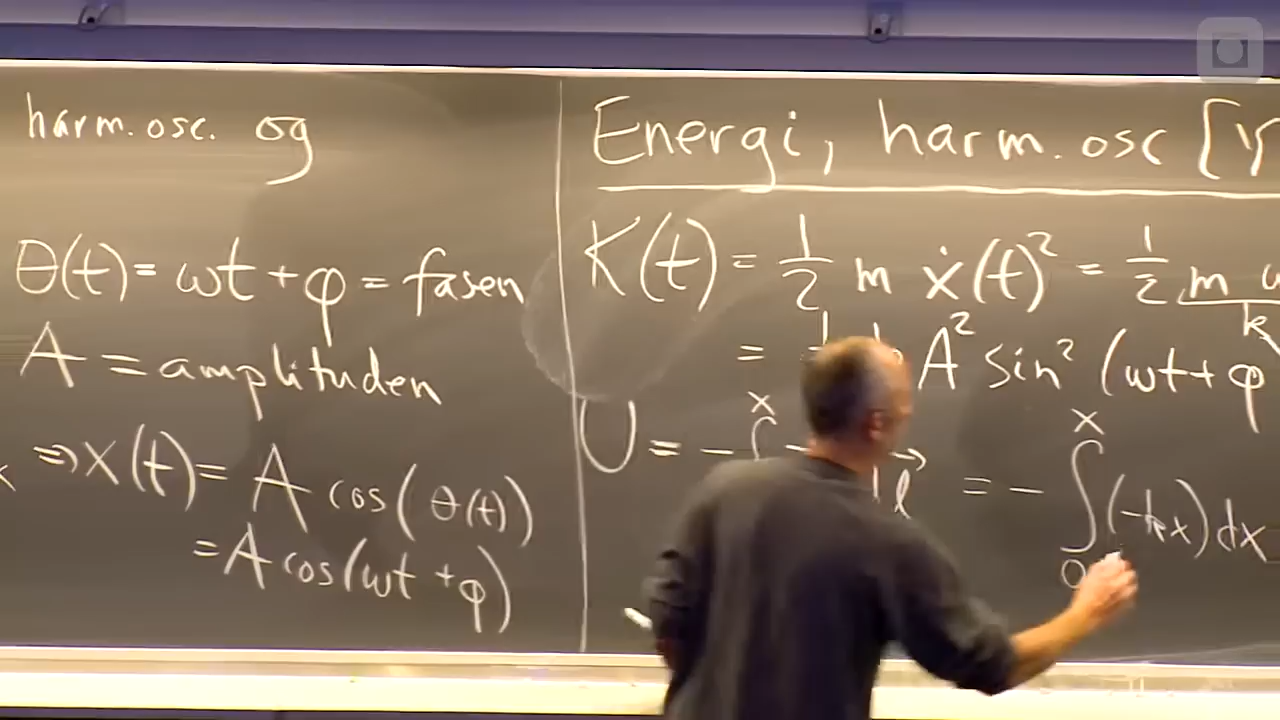 harm. osc. og
θ(t) = ωt + φ = fasen
A = amplituden
⇒ x(t) = A cos(θ(t))
= A cos(ωt + φ)
Energi, harm. osc [
K(t) = 1/2 m ẋ(t)² = 1/2 m
k
= A² sin² (ωt + φ
U = - ∫ x l = - ∫₀ˣ (-kx) dx